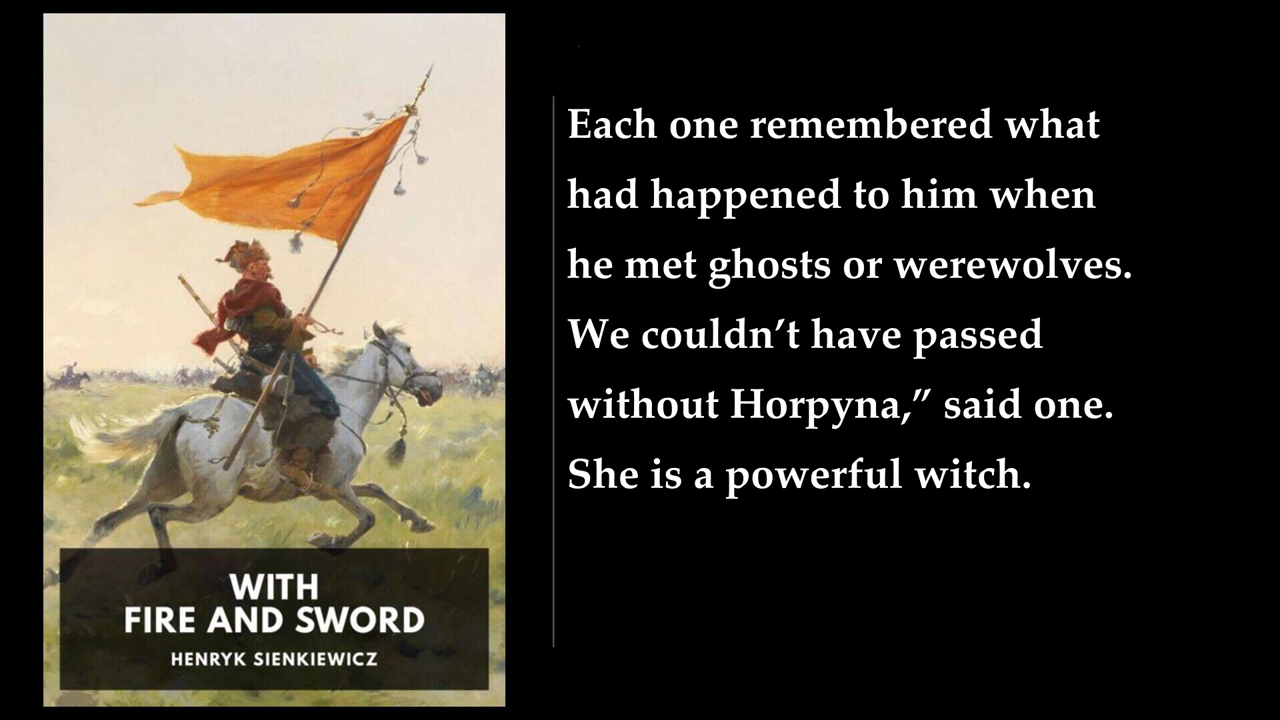 WITH
FIRE AND SWORD
HENRYK SIENKIEWICZ
Each one remembered what
had happened to him when
he met ghosts or werewolves.
We couldn’t have passed
without Horpyna,” said one.
She is a powerful witch.